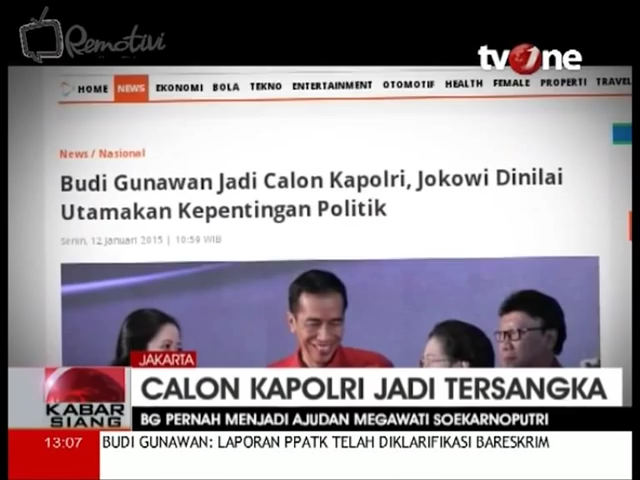 Remotivi
tvOne
HOME NEWS EKONOMI BOLA TEKNO ENTERTAINMENT OTOMOTIF HEALTH FEMALE PROPERTI TRAVEL
News / Nasional
Budi Gunawan Jadi Calon Kapolri, Jokowi Dinilai
Utamakan Kepentingan Politik
Senin, 12 Januari 2015 | 10:59 WIB
JAKARTA
CALON KAPOLRI JADI TERSANGKA
KABAR
SIANG
BG PERNAH MENJADI AJUDAN MEGAWATI SOEKARNOPUTRI
13:07 BUDI GUNAWAN: LAPORAN PPATK TELAH DIKLARIFIKASI BARESKRIM